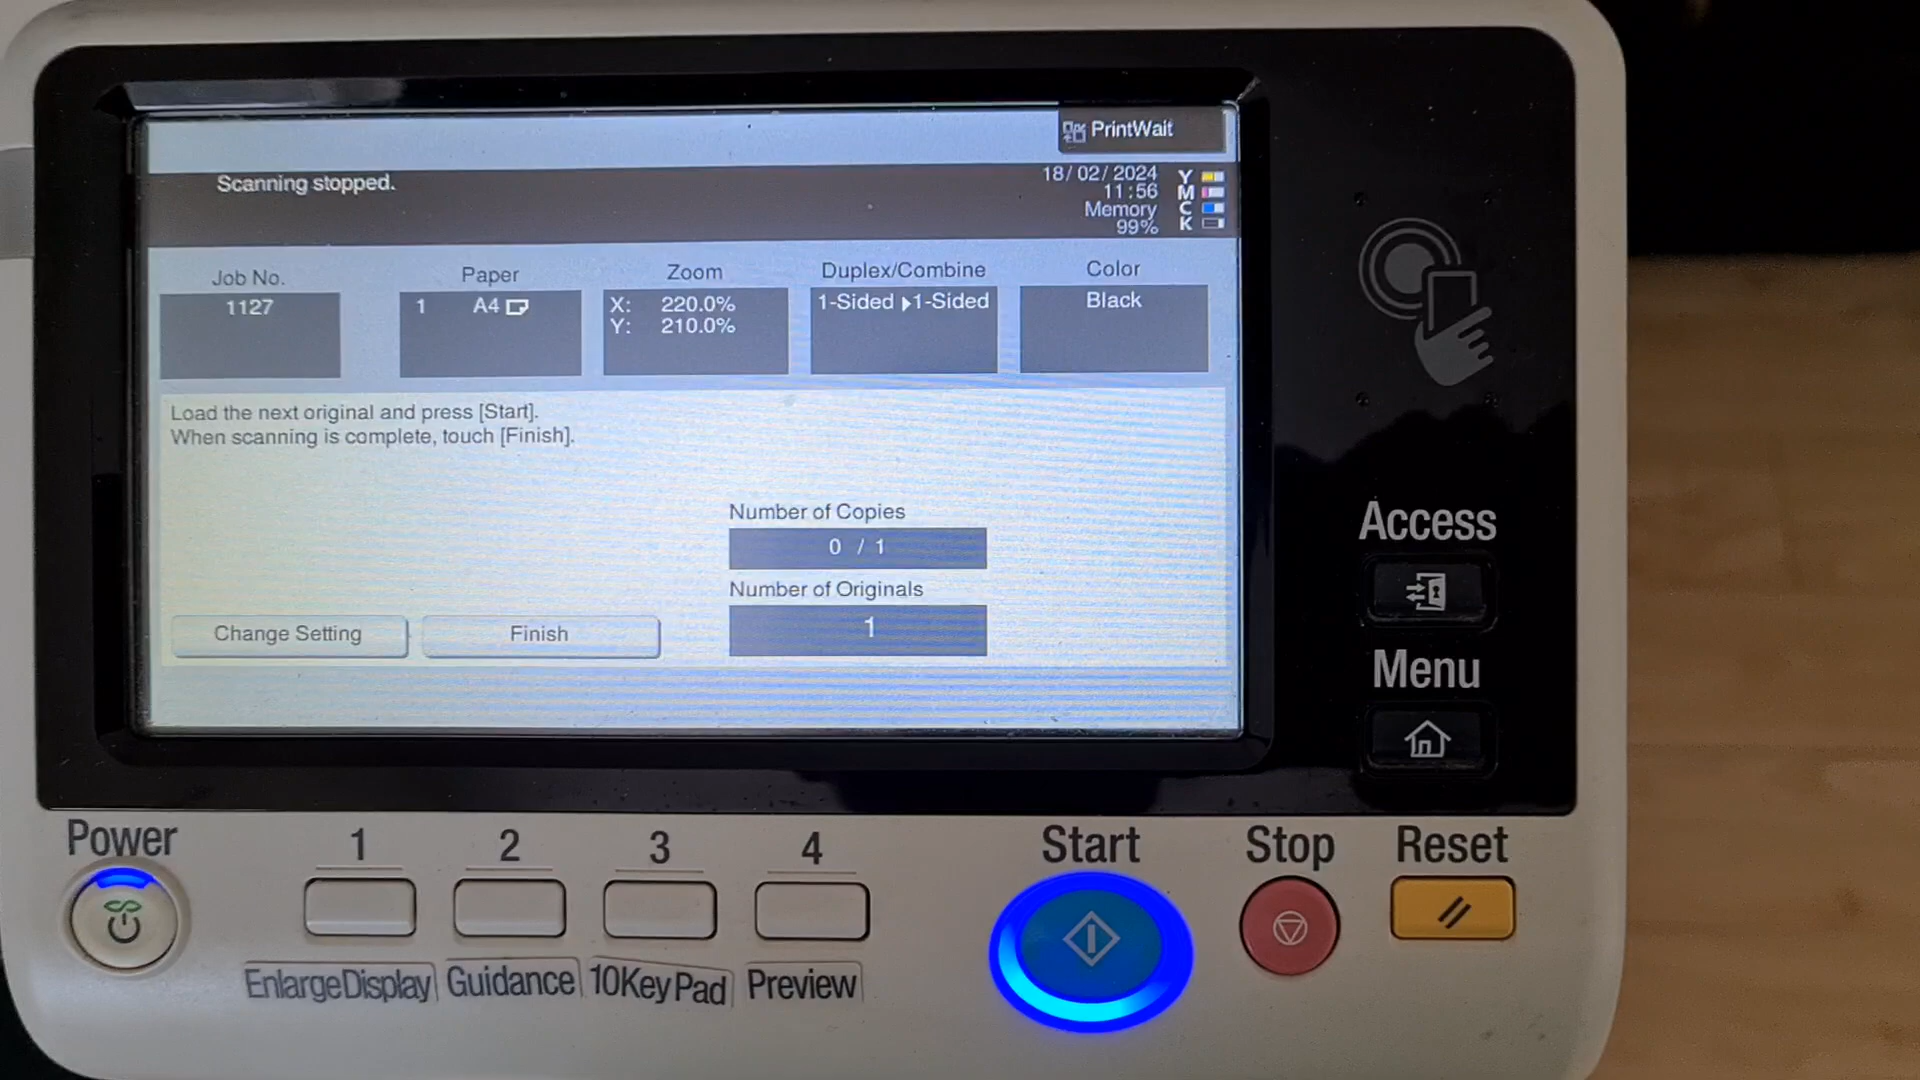 PrintWait
Scanning stopped.
18/02/2024
11:56
Memory
99%
Y
M
C
K
Job No.
Paper
Zoom
Duplex/Combine
Color
1127
1 A4
X: 220.0%
Y: 210.0%
1-Sided 1-Sided
Black
Load the next original and press [Start].
When scanning is complete, touch [Finish].
Number of Copies
0 / 1
Number of Originals
1
Change Setting
Finish
Access
Menu
Power
1
2
3
4
Start
Stop
Reset
EnlargeDisplay
Guidance
10Key Pad
Preview